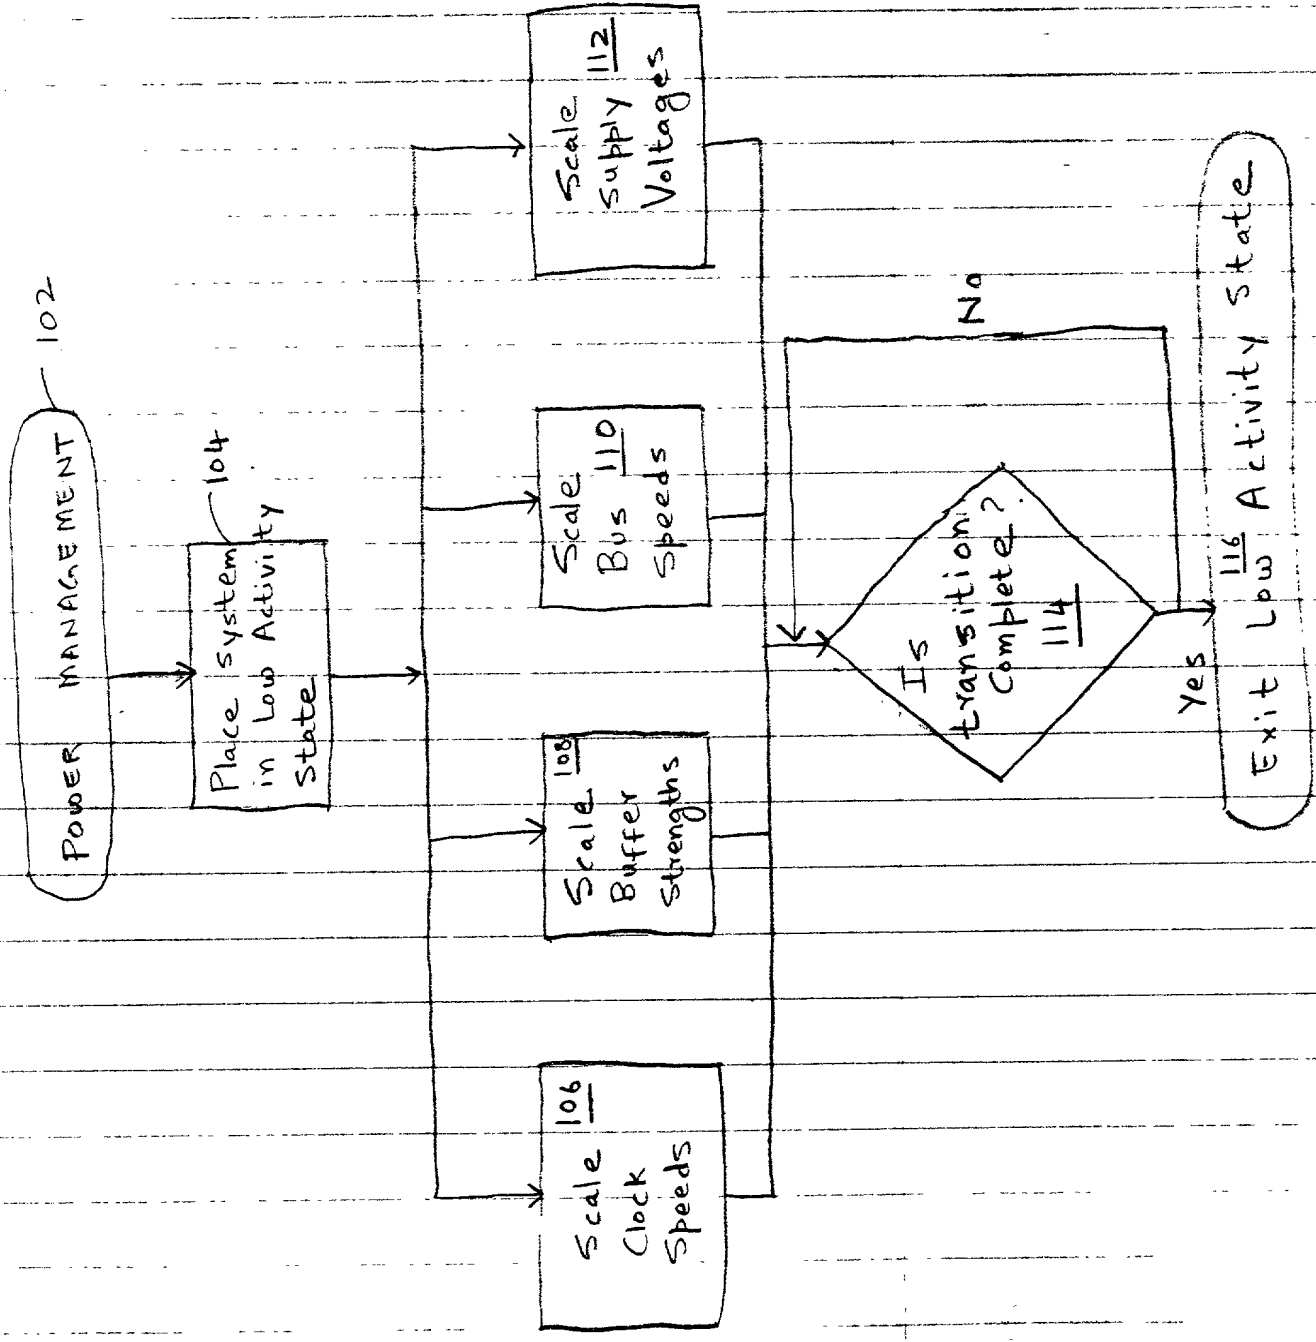 POWER MANAGEMENT
102
Place system
in Low Activity
State
104
Scale 106
Clock
Speeds
Scale 108
Buffer
Strengths
Scale
Bus 110
Speeds
Scale
Supply 112
Voltages
Is
transition
Complete?
114
No
Yes
116
Exit Low Activity State